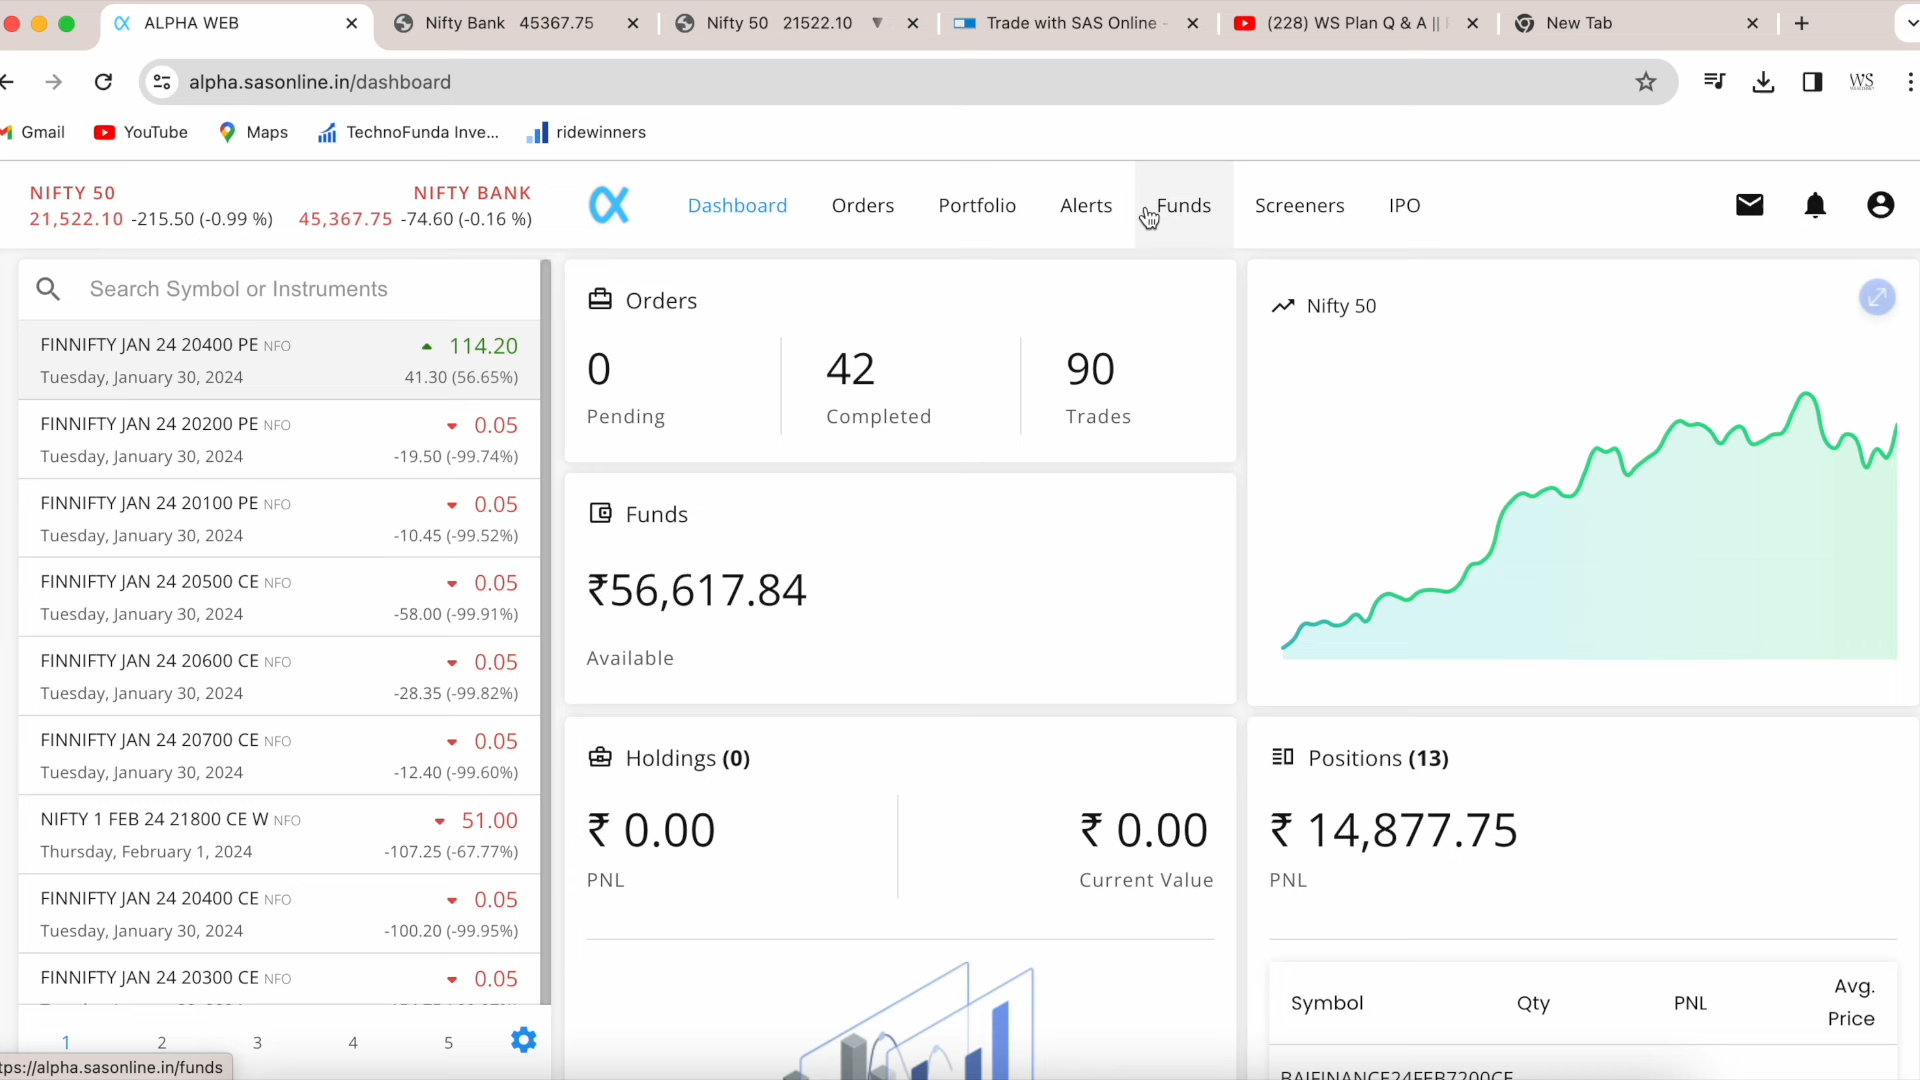 ALPHA WEB
Nifty Bank 45367.75
Nifty 50 21522.10 ▼
Trade with SAS Online -
(228) WS Plan Q & A ||
New Tab
alpha.sasonline.in/dashboard
WS
Gmail
YouTube
Maps
TechnoFunda Inve...
ridewinners
NIFTY 50
21,522.10 -215.50 (-0.99 %)
NIFTY BANK
45,367.75 -74.60 (-0.16 %)
Dashboard
Orders
Portfolio
Alerts
Funds
Screeners
IPO
Search Symbol or Instruments
FINNIFTY JAN 24 20400 PE NFO 114.20
Tuesday, January 30, 2024 41.30 (56.65%)
FINNIFTY JAN 24 20200 PE NFO 0.05
Tuesday, January 30, 2024 -19.50 (-99.74%)
FINNIFTY JAN 24 20100 PE NFO 0.05
Tuesday, January 30, 2024 -10.45 (-99.52%)
FINNIFTY JAN 24 20500 CE NFO 0.05
Tuesday, January 30, 2024 -58.00 (-99.91%)
FINNIFTY JAN 24 20600 CE NFO 0.05
Tuesday, January 30, 2024 -28.35 (-99.82%)
FINNIFTY JAN 24 20700 CE NFO 0.05
Tuesday, January 30, 2024 -12.40 (-99.60%)
NIFTY 1 FEB 24 21800 CE W NFO 51.00
Thursday, February 1, 2024 -107.25 (-67.77%)
FINNIFTY JAN 24 20400 CE NFO 0.05
Tuesday, January 30, 2024 -100.20 (-99.95%)
FINNIFTY JAN 24 20300 CE NFO 0.05
1 2 3 4 5
tps://alpha.sasonline.in/funds
Orders
0 42 90
Pending Completed Trades
Funds
₹56,617.84
Available
Holdings (0)
₹ 0.00 ₹ 0.00
PNL Current Value
Nifty 50
Positions (13)
₹ 14,877.75
PNL
Symbol Qty PNL Avg. Price
BAJFINANCE24FEB7200CE